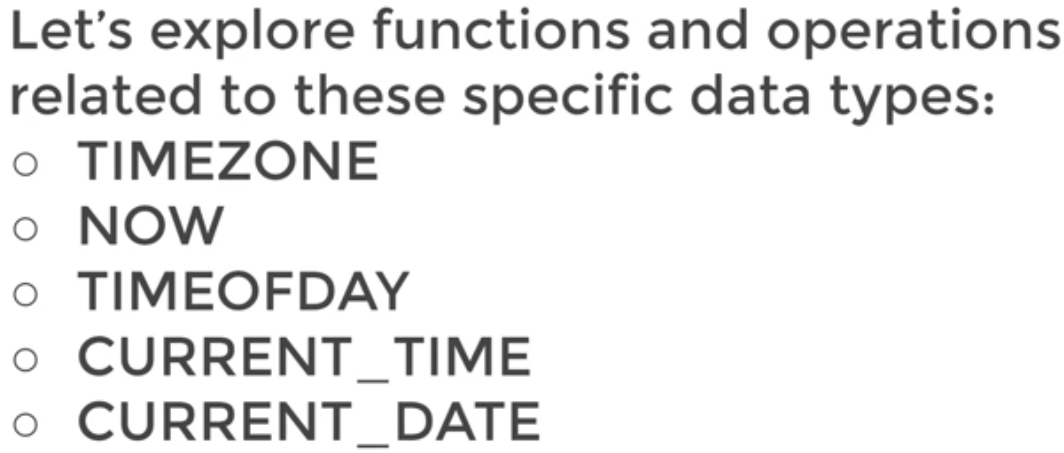 Let's explore functions and operations
related to these specific data types:
○ TIMEZONE
○ NOW
○ TIMEOFDAY
○ CURRENT_TIME
○ CURRENT_DATE